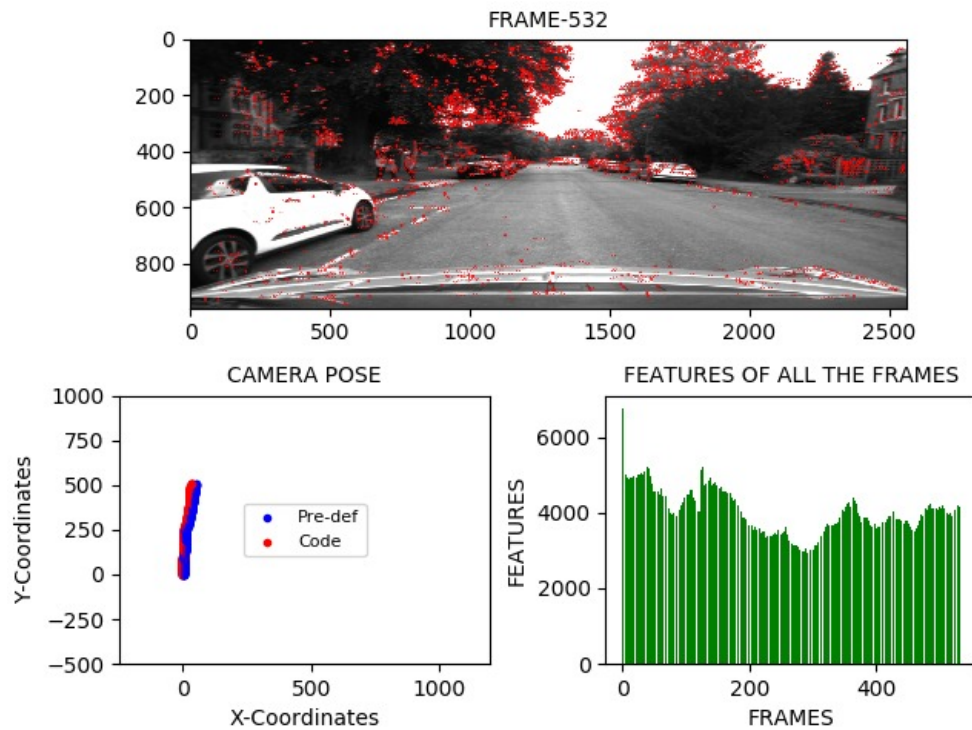 FRAME-532
0
200
400
600
800
0 500 1000 1500 2000 2500
CAMERA POSE
1000
750
500
250
0
−250
−500
Y-Coordinates
Pre-def
Code
0 500 1000
X-Coordinates
FEATURES OF ALL THE FRAMES
6000
4000
2000
0
FEATURES
0 200 400
FRAMES